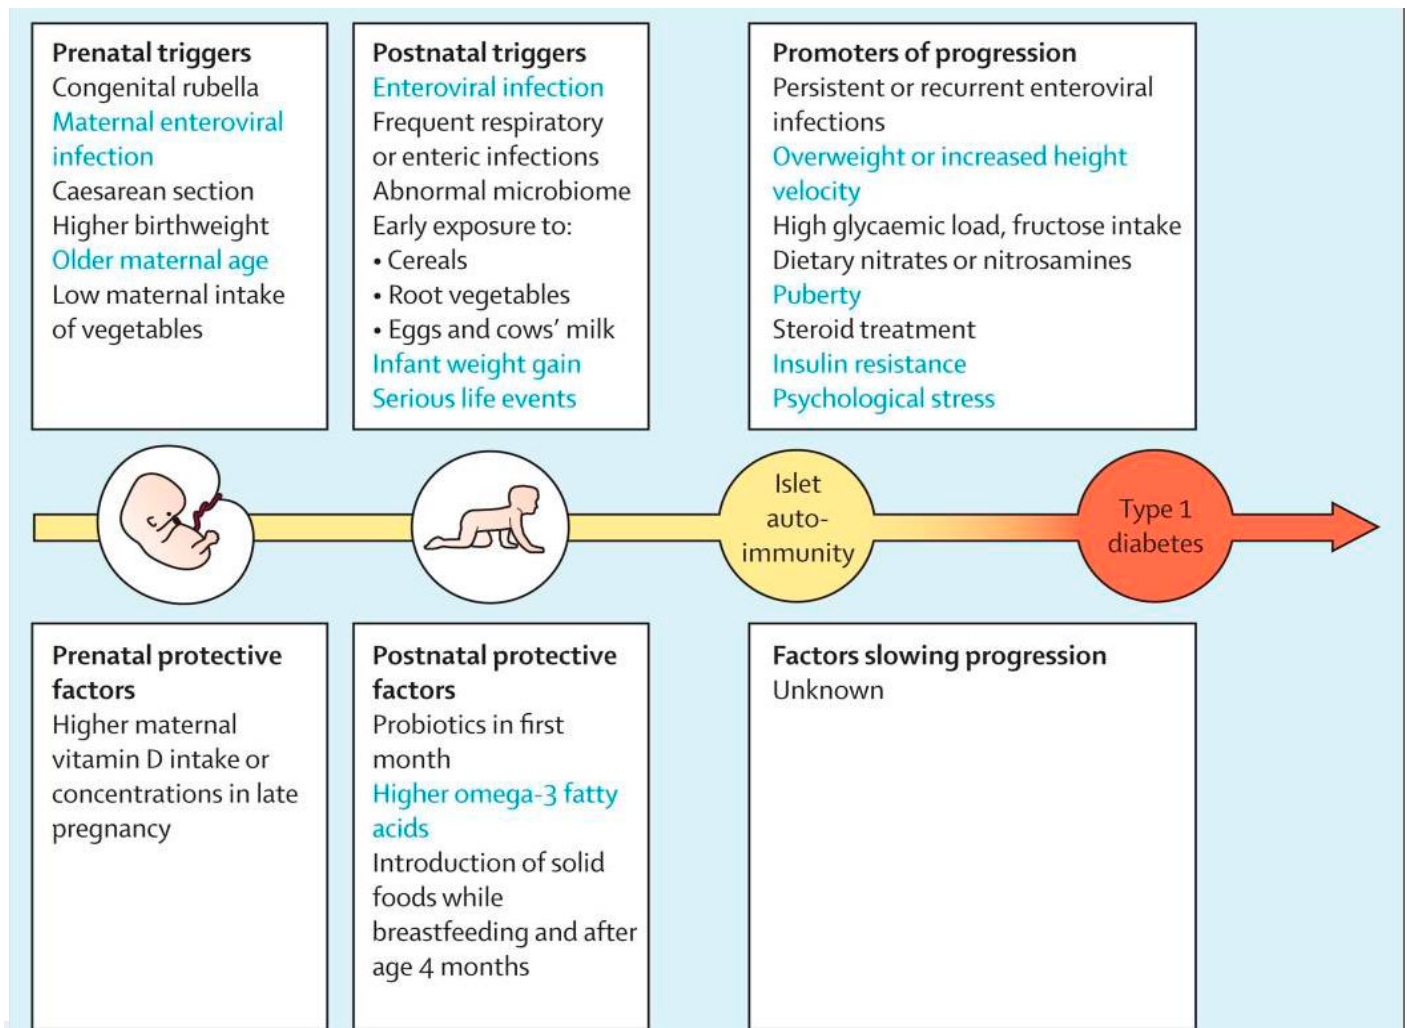 Prenatal triggers
Congenital rubella
Maternal enteroviral
infection
Caesarean section
Higher birthweight
Older maternal age
Low maternal intake
of vegetables
Postnatal triggers
Enteroviral infection
Frequent respiratory
or enteric infections
Abnormal microbiome
Early exposure to:
• Cereals
• Root vegetables
• Eggs and cows’ milk
Infant weight gain
Serious life events
Promoters of progression
Persistent or recurrent enteroviral
infections
Overweight or increased height
velocity
High glycaemic load, fructose intake
Dietary nitrates or nitrosamines
Puberty
Steroid treatment
Insulin resistance
Psychological stress
Islet
auto-
immunity
Type 1
diabetes
Prenatal protective
factors
Higher maternal
vitamin D intake or
concentrations in late
pregnancy
Postnatal protective
factors
Probiotics in first
month
Higher omega-3 fatty
acids
Introduction of solid
foods while
breastfeeding and after
age 4 months
Factors slowing progression
Unknown